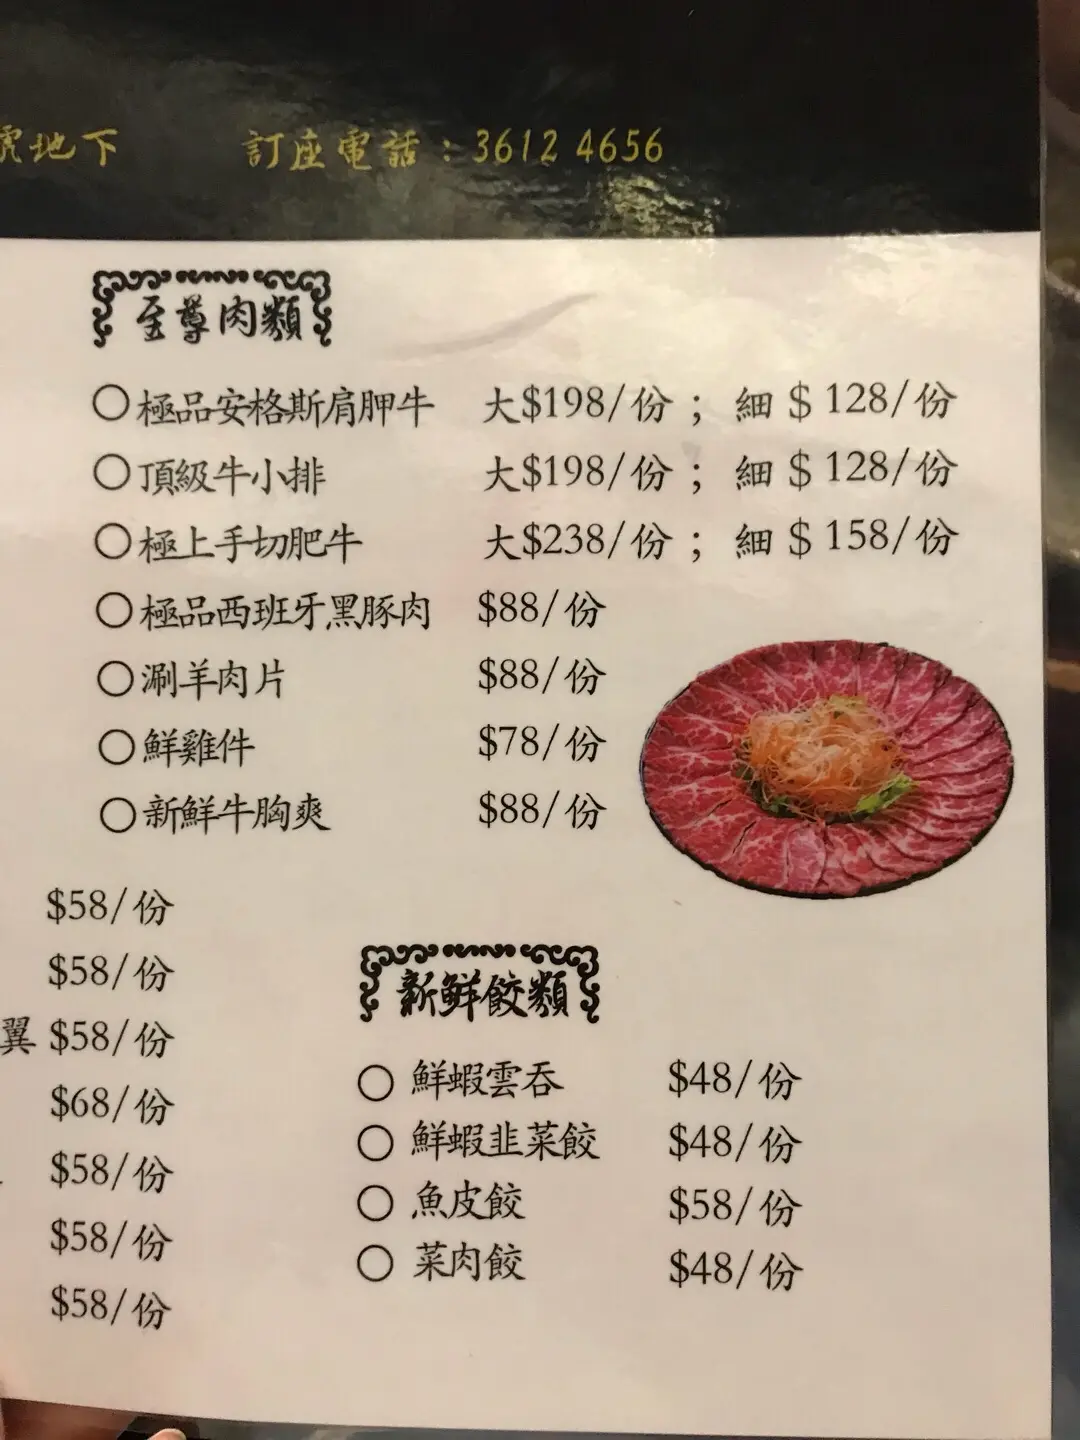 號地下 訂座電話：3612 4656
至尊肉類
○極品安格斯肩胛牛 大$198/份；細$128/份
○頂級牛小排 大$198/份；細$128/份
○極上手切肥牛 大$238/份；細$158/份
○極品西班牙黑豚肉 $88/份
○涮羊肉片 $88/份
○鮮雞件 $78/份
○新鮮牛胸爽 $88/份
$58/份
$58/份
翼 $58/份
$68/份
$58/份
$58/份
$58/份
新鮮餃類
○ 鮮蝦雲吞 $48/份
○ 鮮蝦韭菜餃 $48/份
○ 魚皮餃 $58/份
○ 菜肉餃 $48/份